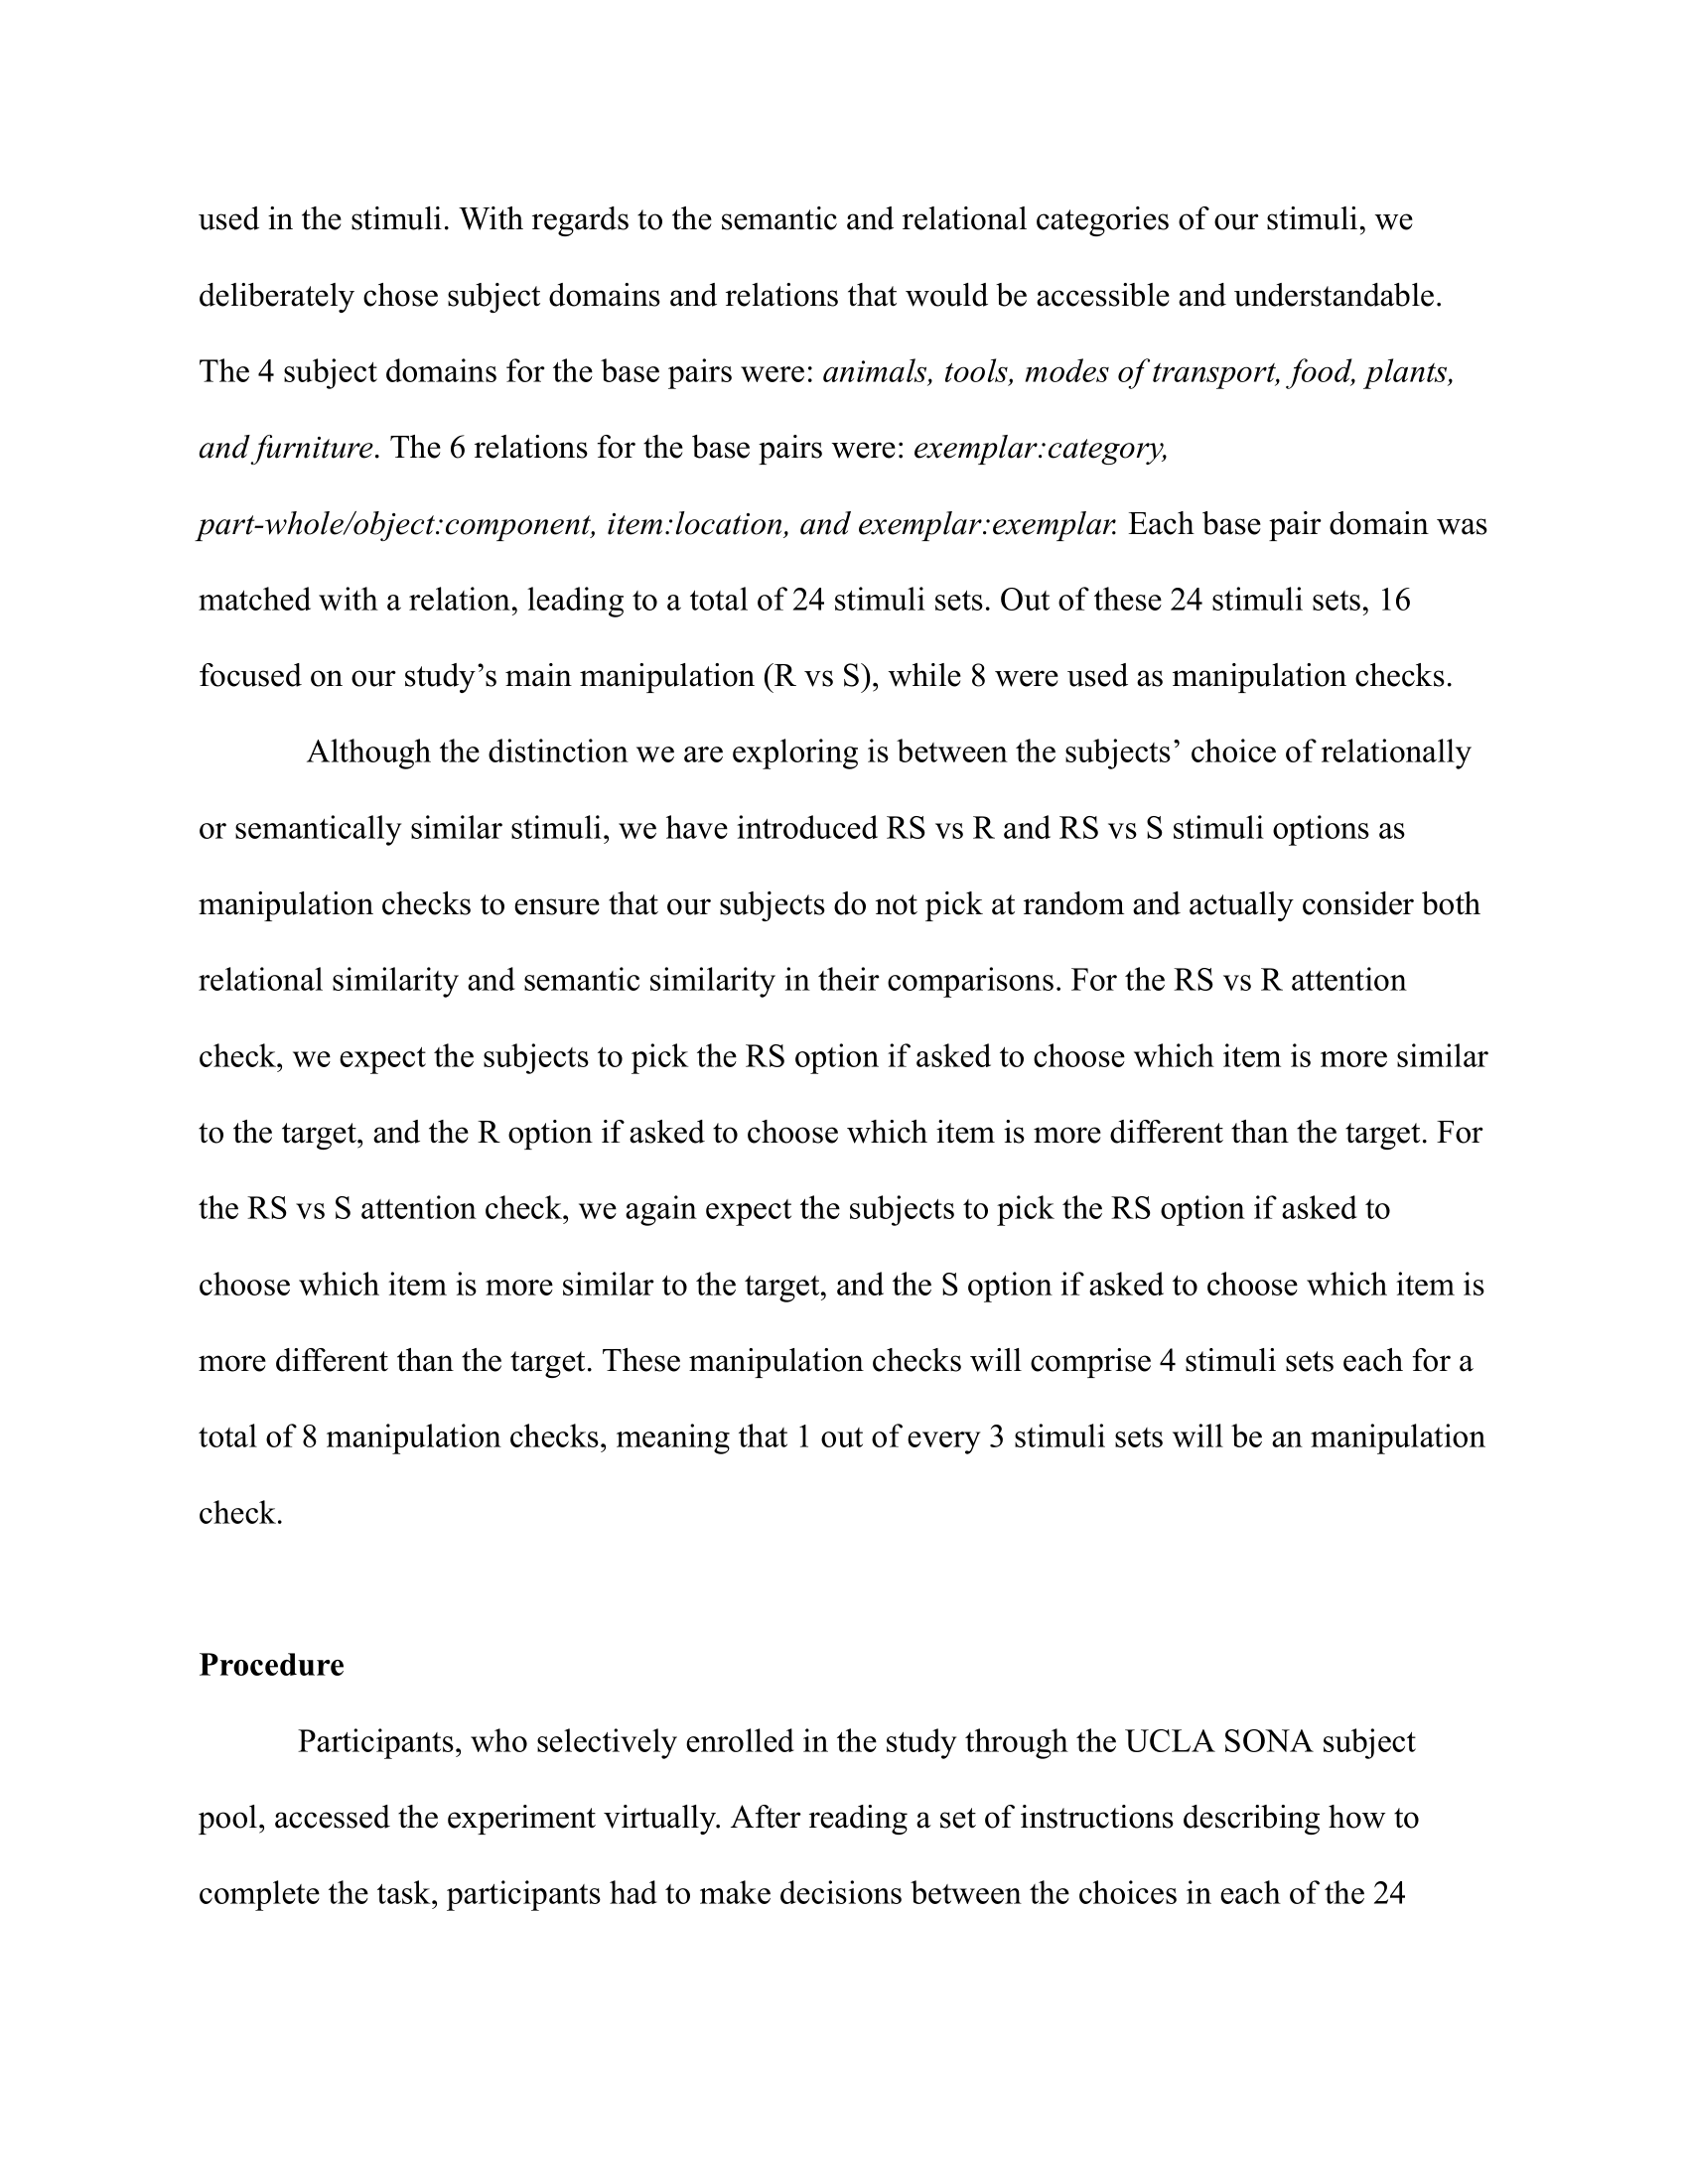 used in the stimuli. With regards to the semantic and relational categories of our stimuli, we
deliberately chose subject domains and relations that would be accessible and understandable.
The 4 subject domains for the base pairs were: animals, tools, modes of transport, food, plants,
and furniture. The 6 relations for the base pairs were: exemplar:category,
part-whole/object:component, item:location, and exemplar:exemplar. Each base pair domain was
matched with a relation, leading to a total of 24 stimuli sets. Out of these 24 stimuli sets, 16
focused on our study’s main manipulation (R vs S), while 8 were used as manipulation checks.
Although the distinction we are exploring is between the subjects’ choice of relationally
or semantically similar stimuli, we have introduced RS vs R and RS vs S stimuli options as
manipulation checks to ensure that our subjects do not pick at random and actually consider both
relational similarity and semantic similarity in their comparisons. For the RS vs R attention
check, we expect the subjects to pick the RS option if asked to choose which item is more similar
to the target, and the R option if asked to choose which item is more different than the target. For
the RS vs S attention check, we again expect the subjects to pick the RS option if asked to
choose which item is more similar to the target, and the S option if asked to choose which item is
more different than the target. These manipulation checks will comprise 4 stimuli sets each for a
total of 8 manipulation checks, meaning that 1 out of every 3 stimuli sets will be an manipulation
check.
Procedure
Participants, who selectively enrolled in the study through the UCLA SONA subject
pool, accessed the experiment virtually. After reading a set of instructions describing how to
complete the task, participants had to make decisions between the choices in each of the 24